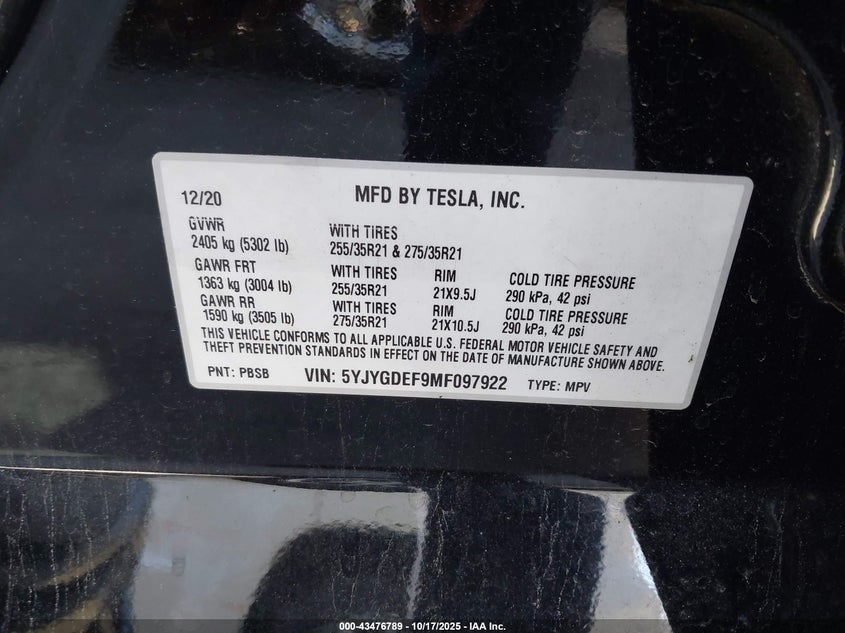 12/20 MFD BY TESLA, INC.
GVWR
2405 kg (5302 lb) WITH TIRES
255/35R21 & 275/35R21
GAWR FRT
1363 kg (3004 lb) WITH TIRES
255/35R21 RIM
21X9.5J COLD TIRE PRESSURE
290 kPa, 42 psi
GAWR RR
1590 kg (3505 lb) WITH TIRES
275/35R21 RIM
21X10.5J COLD TIRE PRESSURE
290 kPa, 42 psi
THIS VEHICLE CONFORMS TO ALL APPLICABLE U.S. FEDERAL MOTOR VEHICLE SAFETY AND
THEFT PREVENTION STANDARDS IN EFFECT ON THE DATE OF MANUFACTURE SHOWN ABOVE.
PNT: PBSB VIN: 5YJYGDEF9MF097922 TYPE: MPV
000-43476789 - 10/17/2025 - IAA Inc.